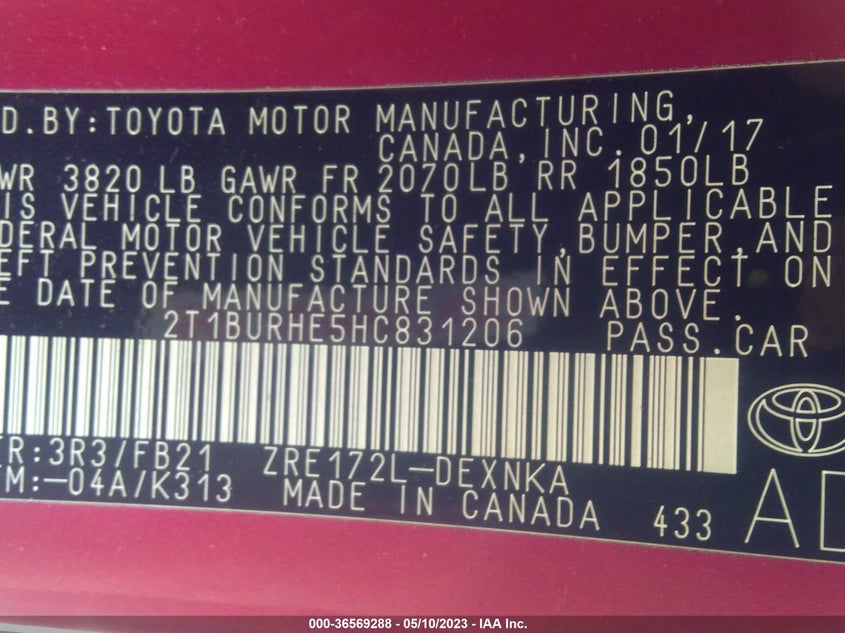 D.BY:TOYOTA MOTOR MANUFACTURING,
CANADA,INC. 01/17
WR 3820 LB GAWR FR 2070LB RR 1850LB
IS VEHICLE CONFORMS TO ALL APPLICABLE
DERAL MOTOR VEHICLE SAFETY,BUMPER,AND
EFT PREVENTION STANDARDS IN EFFECT ON
E DATE OF MANUFACTURE SHOWN ABOVE.
2T1BURHE5HC831206 PASS.CAR
TR:3R3/FB21 ZRE172L-DEXNKA
TM:-04A/K313 MADE IN CANADA 433 A
000-36569288 - 05/10/2023 - IAA Inc.